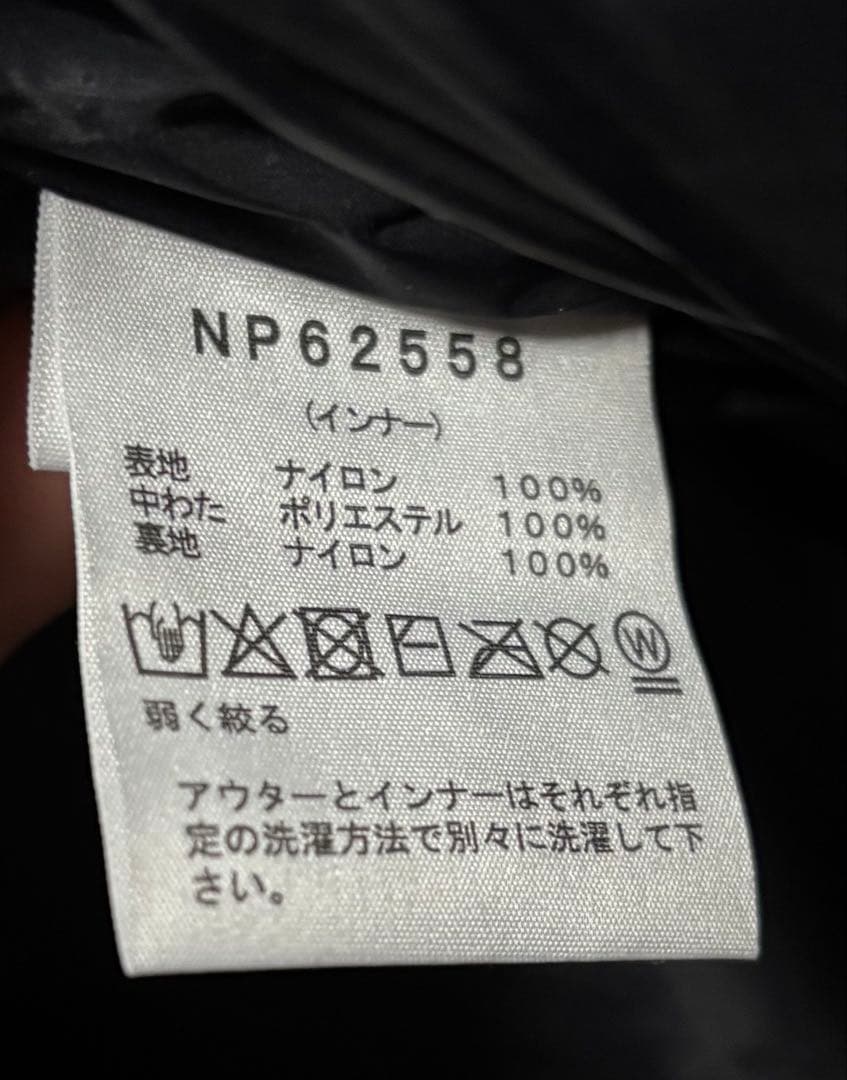 NP62558
(インナー)
表地 ナイロン 100%
中わた ポリエステル 100%
裏地 ナイロン 100%
W
弱く絞る
アウターとインナーはそれぞれ指
定の洗濯方法で別々に洗濯して下
さい。